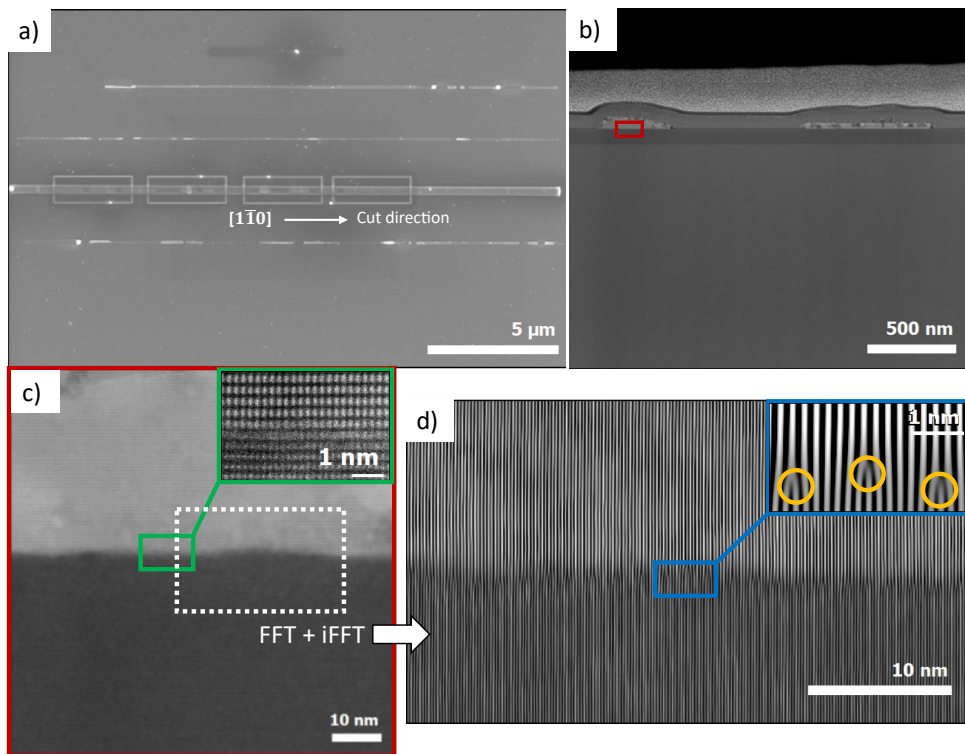 a)
[11̅0]
Cut direction
5 µm
b)
500 nm
c)
1 nm
FFT + iFFT
10 nm
d)
1 nm
10 nm